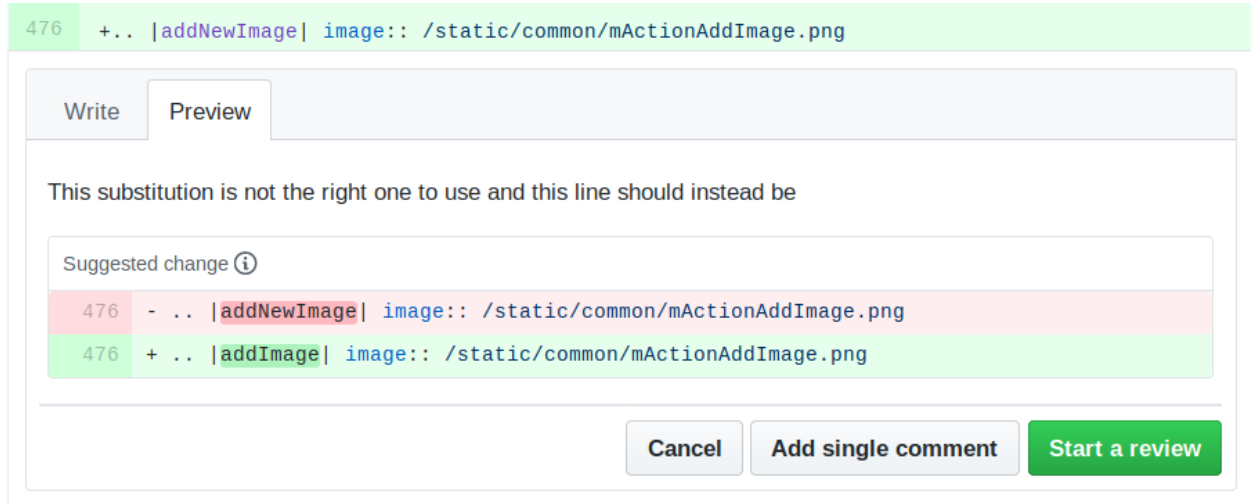 476 +.. |addNewImage| image:: /static/common/mActionAddImage.png
Write Preview
This substitution is not the right one to use and this line should instead be
Suggested change
476 - .. |addNewImage| image:: /static/common/mActionAddImage.png
476 + .. |addImage| image:: /static/common/mActionAddImage.png
Cancel Add single comment Start a review